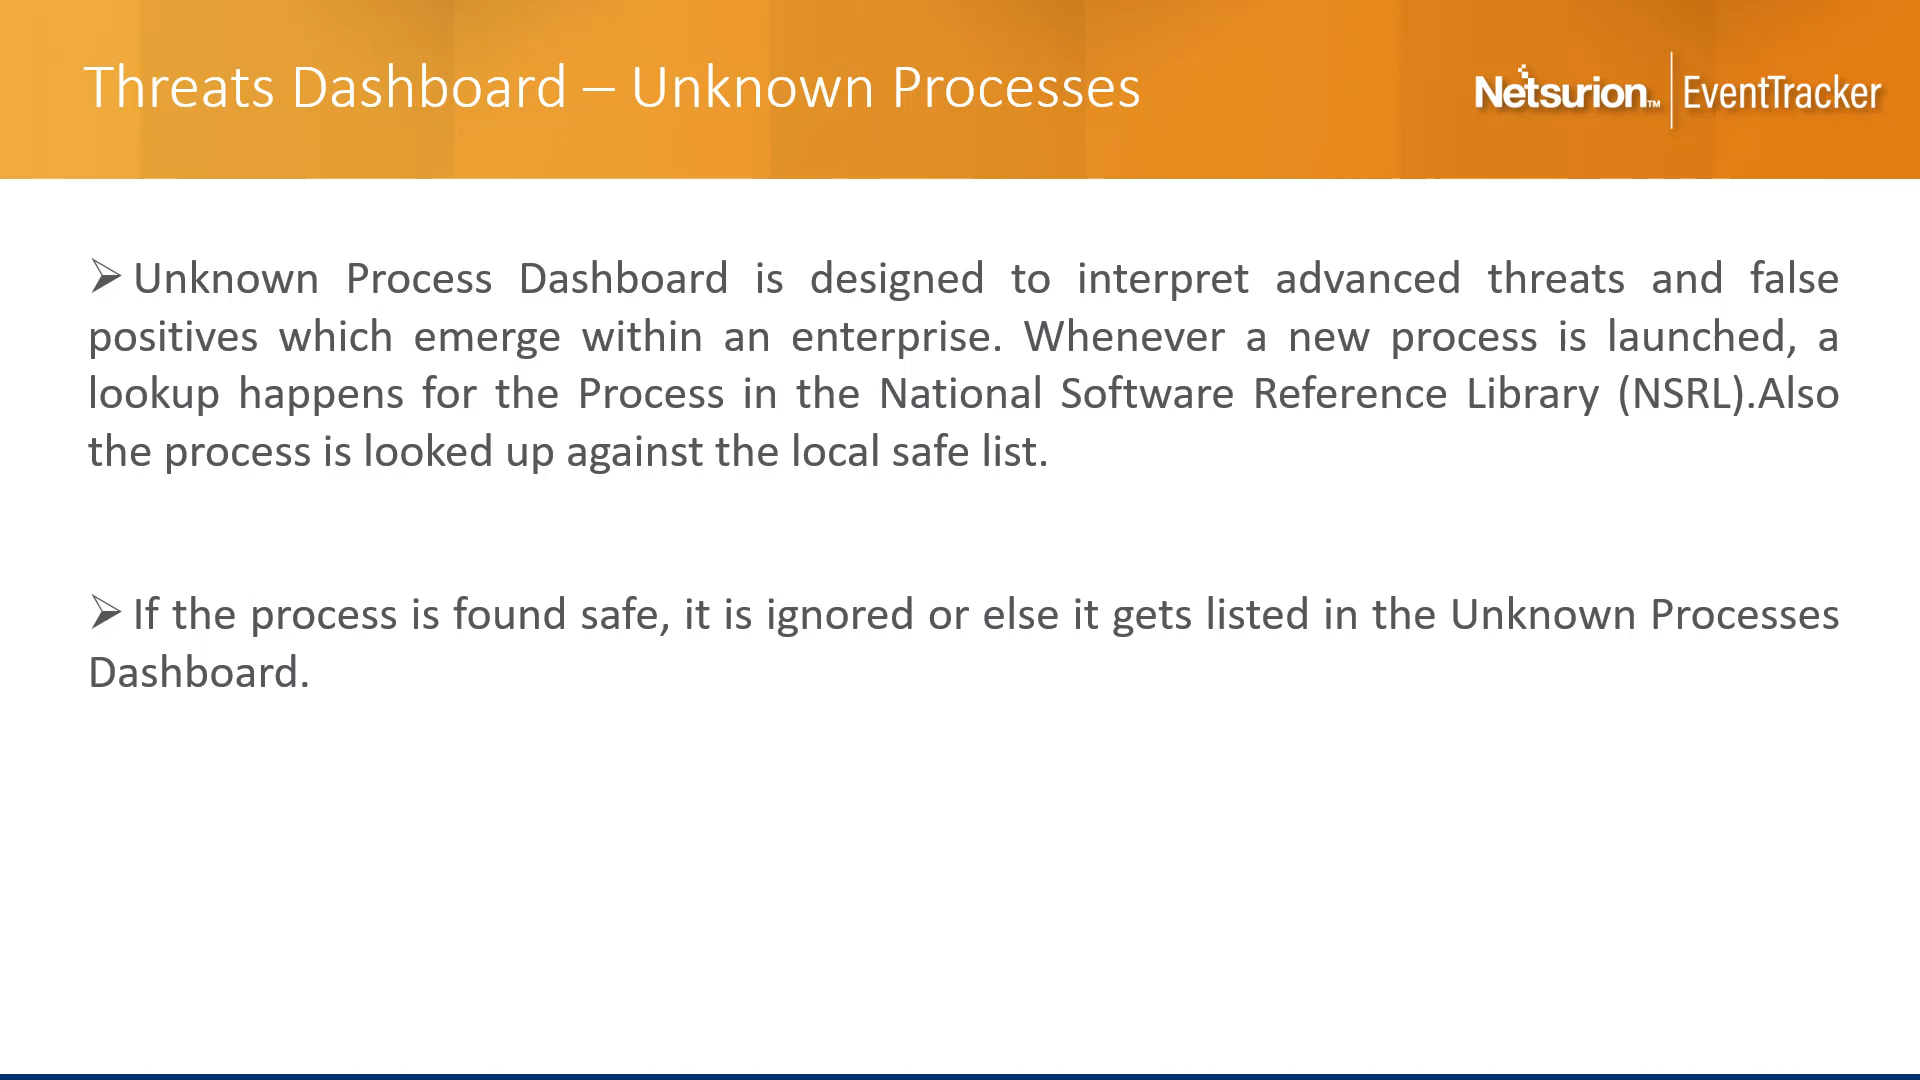 Threats Dashboard – Unknown Processes
Netsurion™ EventTracker
➢ Unknown Process Dashboard is designed to interpret advanced threats and false
positives which emerge within an enterprise. Whenever a new process is launched, a
lookup happens for the Process in the National Software Reference Library (NSRL).Also
the process is looked up against the local safe list.
➢ If the process is found safe, it is ignored or else it gets listed in the Unknown Processes
Dashboard.